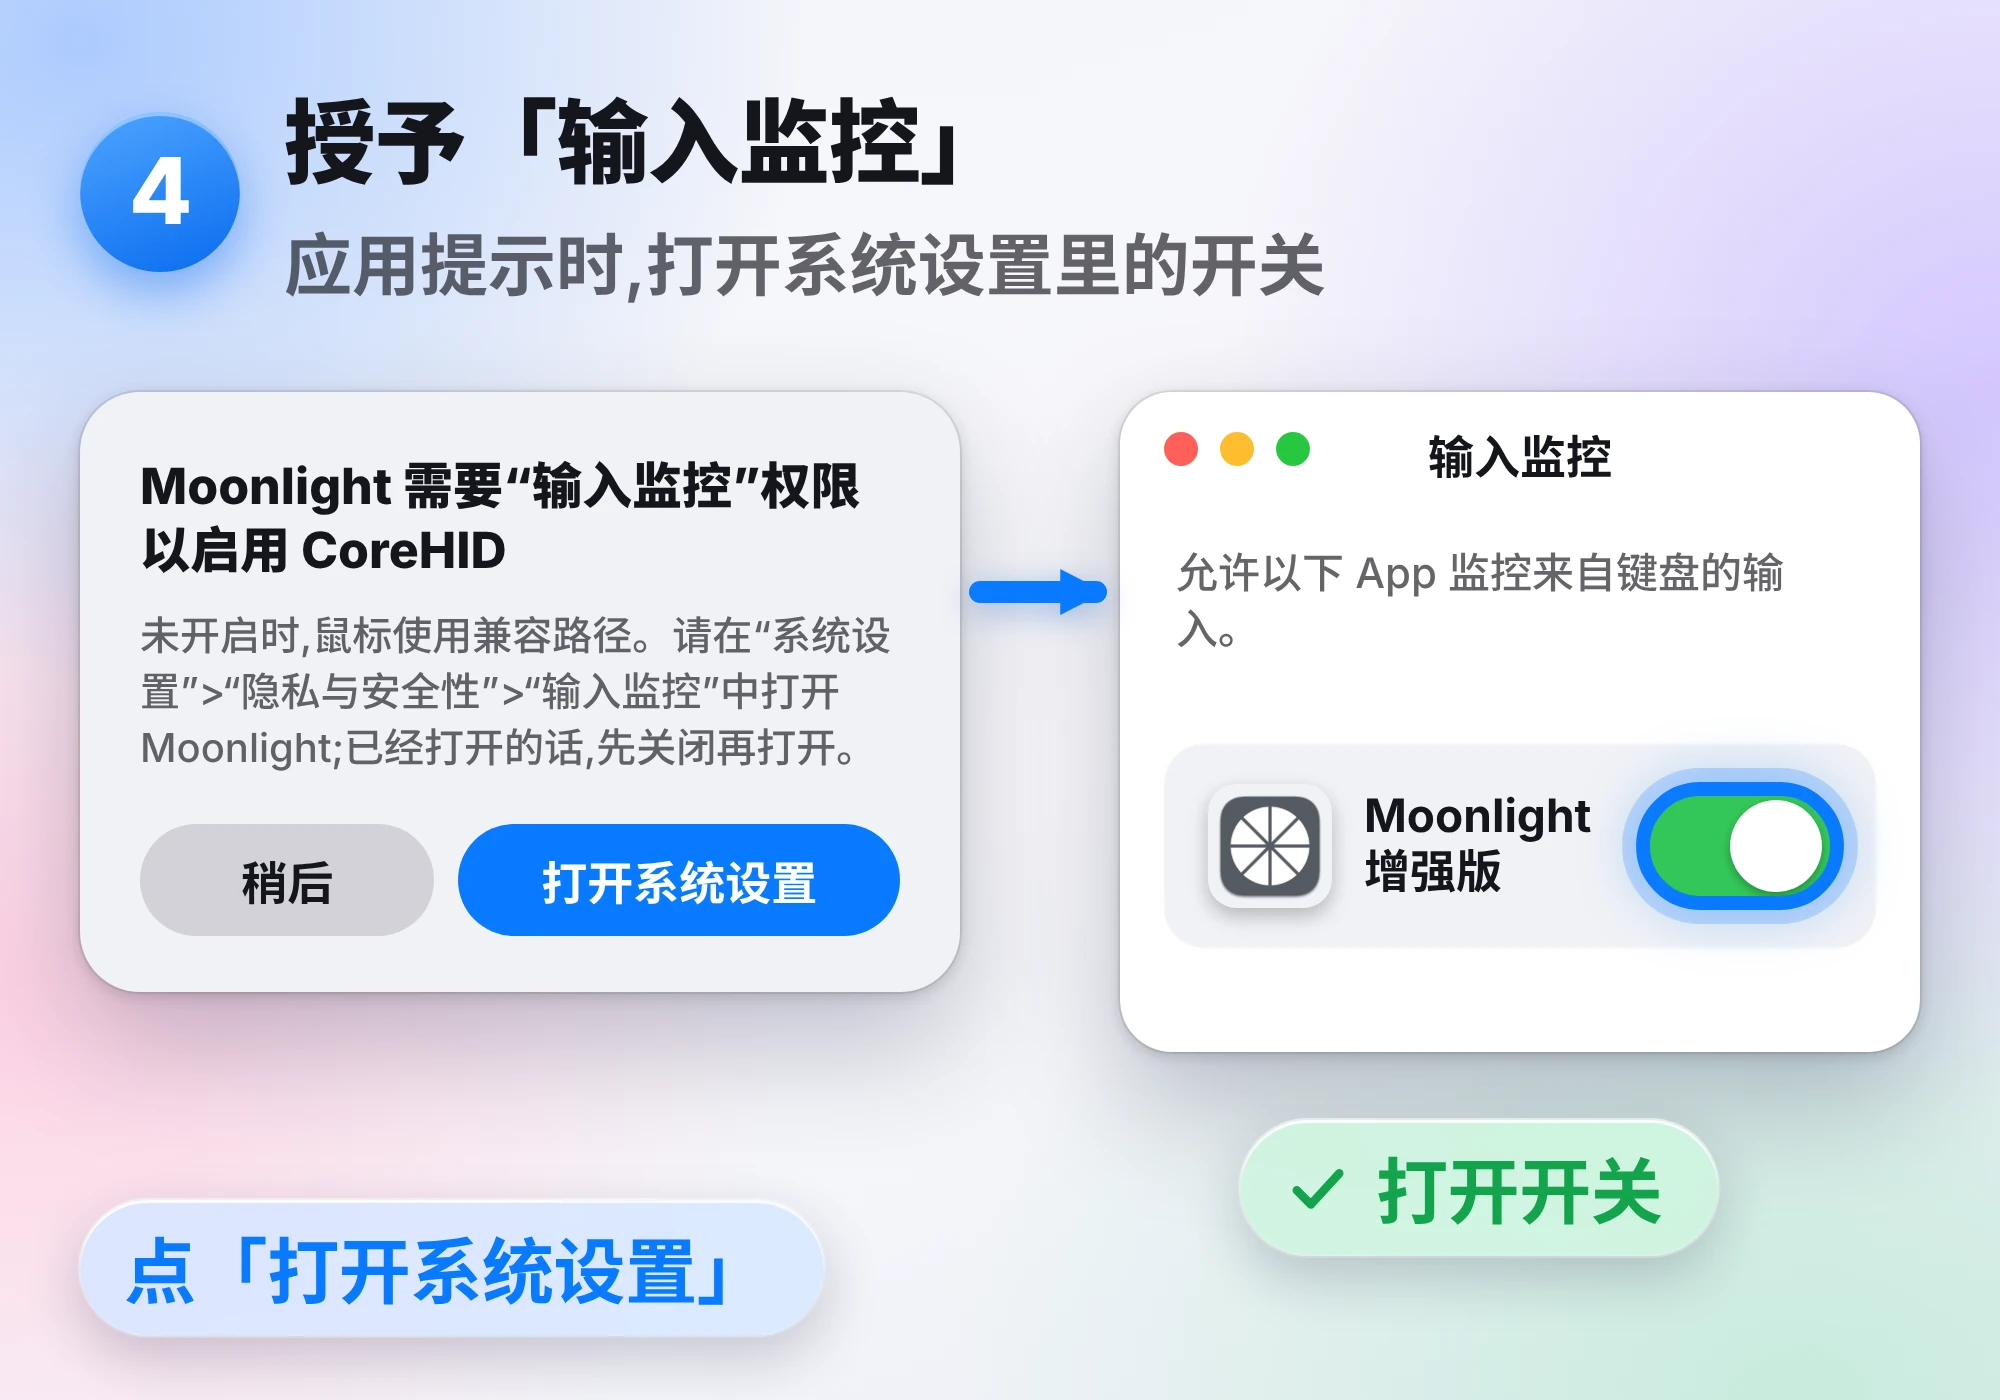 4
授予「输入监控」
应用提示时,打开系统设置里的开关
Moonlight 需要“输入监控”权限
以启用 CoreHID
未开启时,鼠标使用兼容路径。请在“系统设
置”>“隐私与安全性”>“输入监控”中打开
Moonlight;已经打开的话,先关闭再打开。
稍后
打开系统设置
输入监控
允许以下 App 监控来自键盘的输
入。
Moonlight
增强版
打开开关
点「打开系统设置」